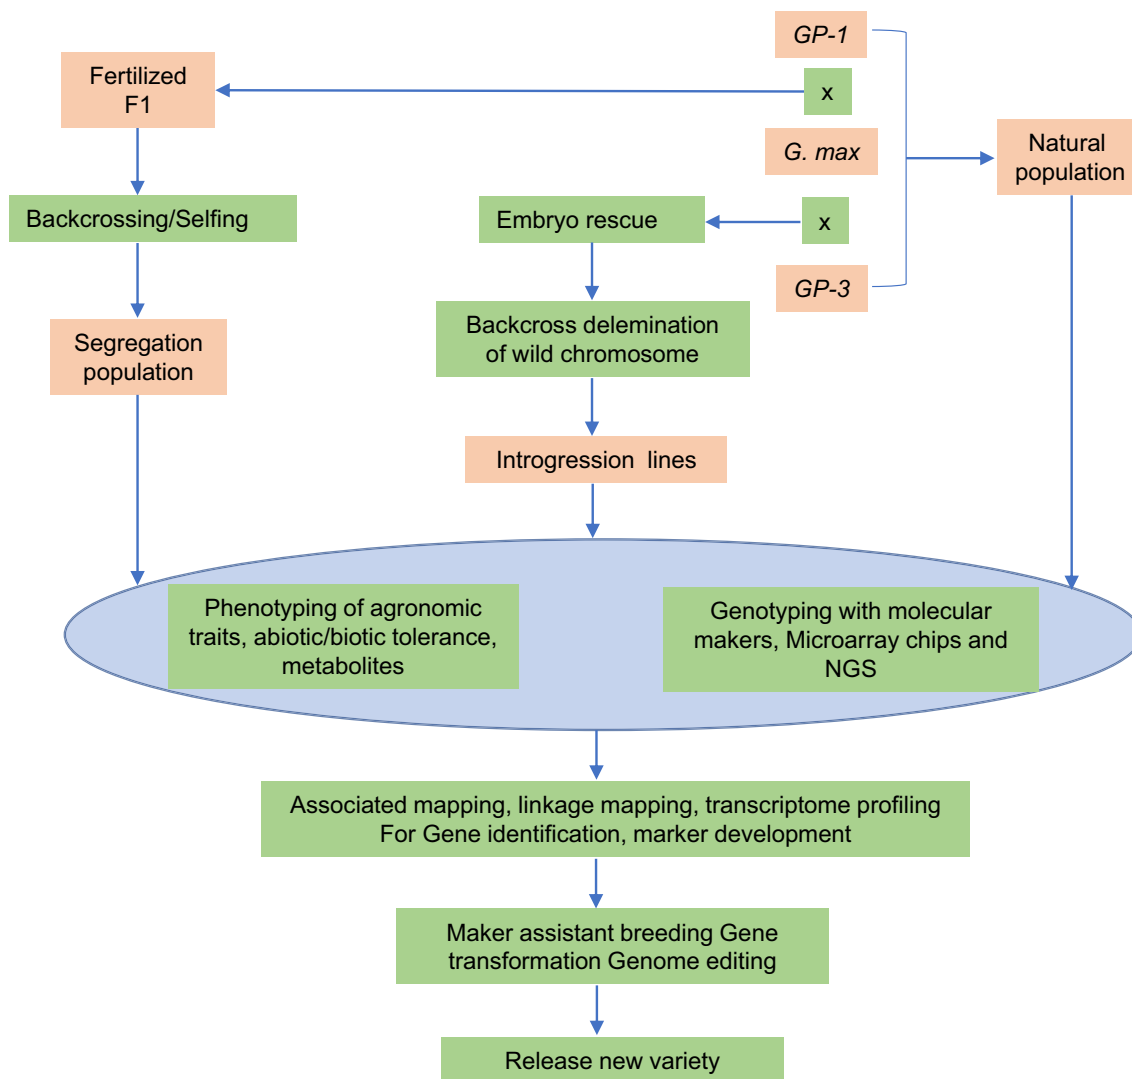 GP-1
Fertilized
F1
x
G. max
Natural
population
Backcrossing/Selfing
Embryo rescue
x
GP-3
Backcross delemination
of wild chromosome
Segregation
population
Introgression lines
Phenotyping of agronomic
traits, abiotic/biotic tolerance,
metabolites
Genotyping with molecular
makers, Microarray chips and
NGS
Associated mapping, linkage mapping, transcriptome profiling
For Gene identification, marker development
Maker assistant breeding Gene
transformation Genome editing
Release new variety